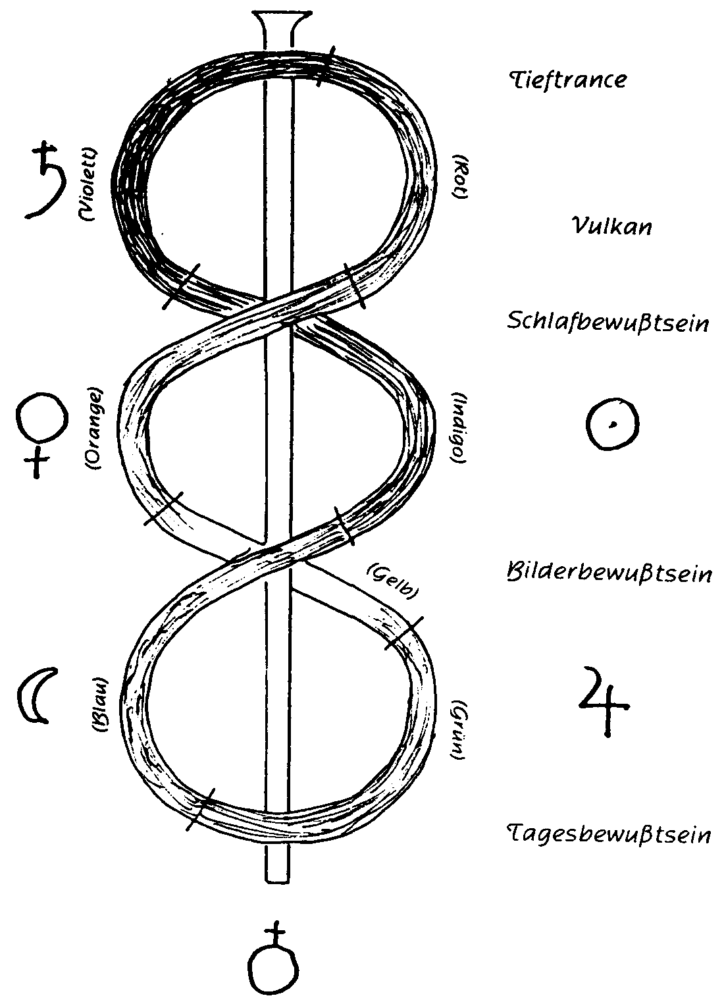 Tieftrance
(Violett)
(Rot)
Vulkan
Schlafbewußtsein
(Orange)
(Indigo)
Bilderbewußtsein
(Gelb)
(Blau)
(Grün)
Tagesbewußtsein